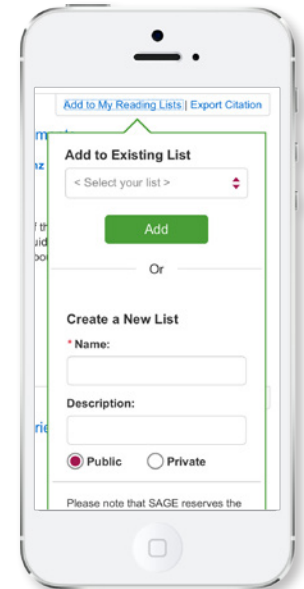 Add to My Reading Lists | Export Citation
Add to Existing List
< Select your list >
Add
Or
Create a New List
* Name:
Description:
Public Private
Please note that SAGE reserves the